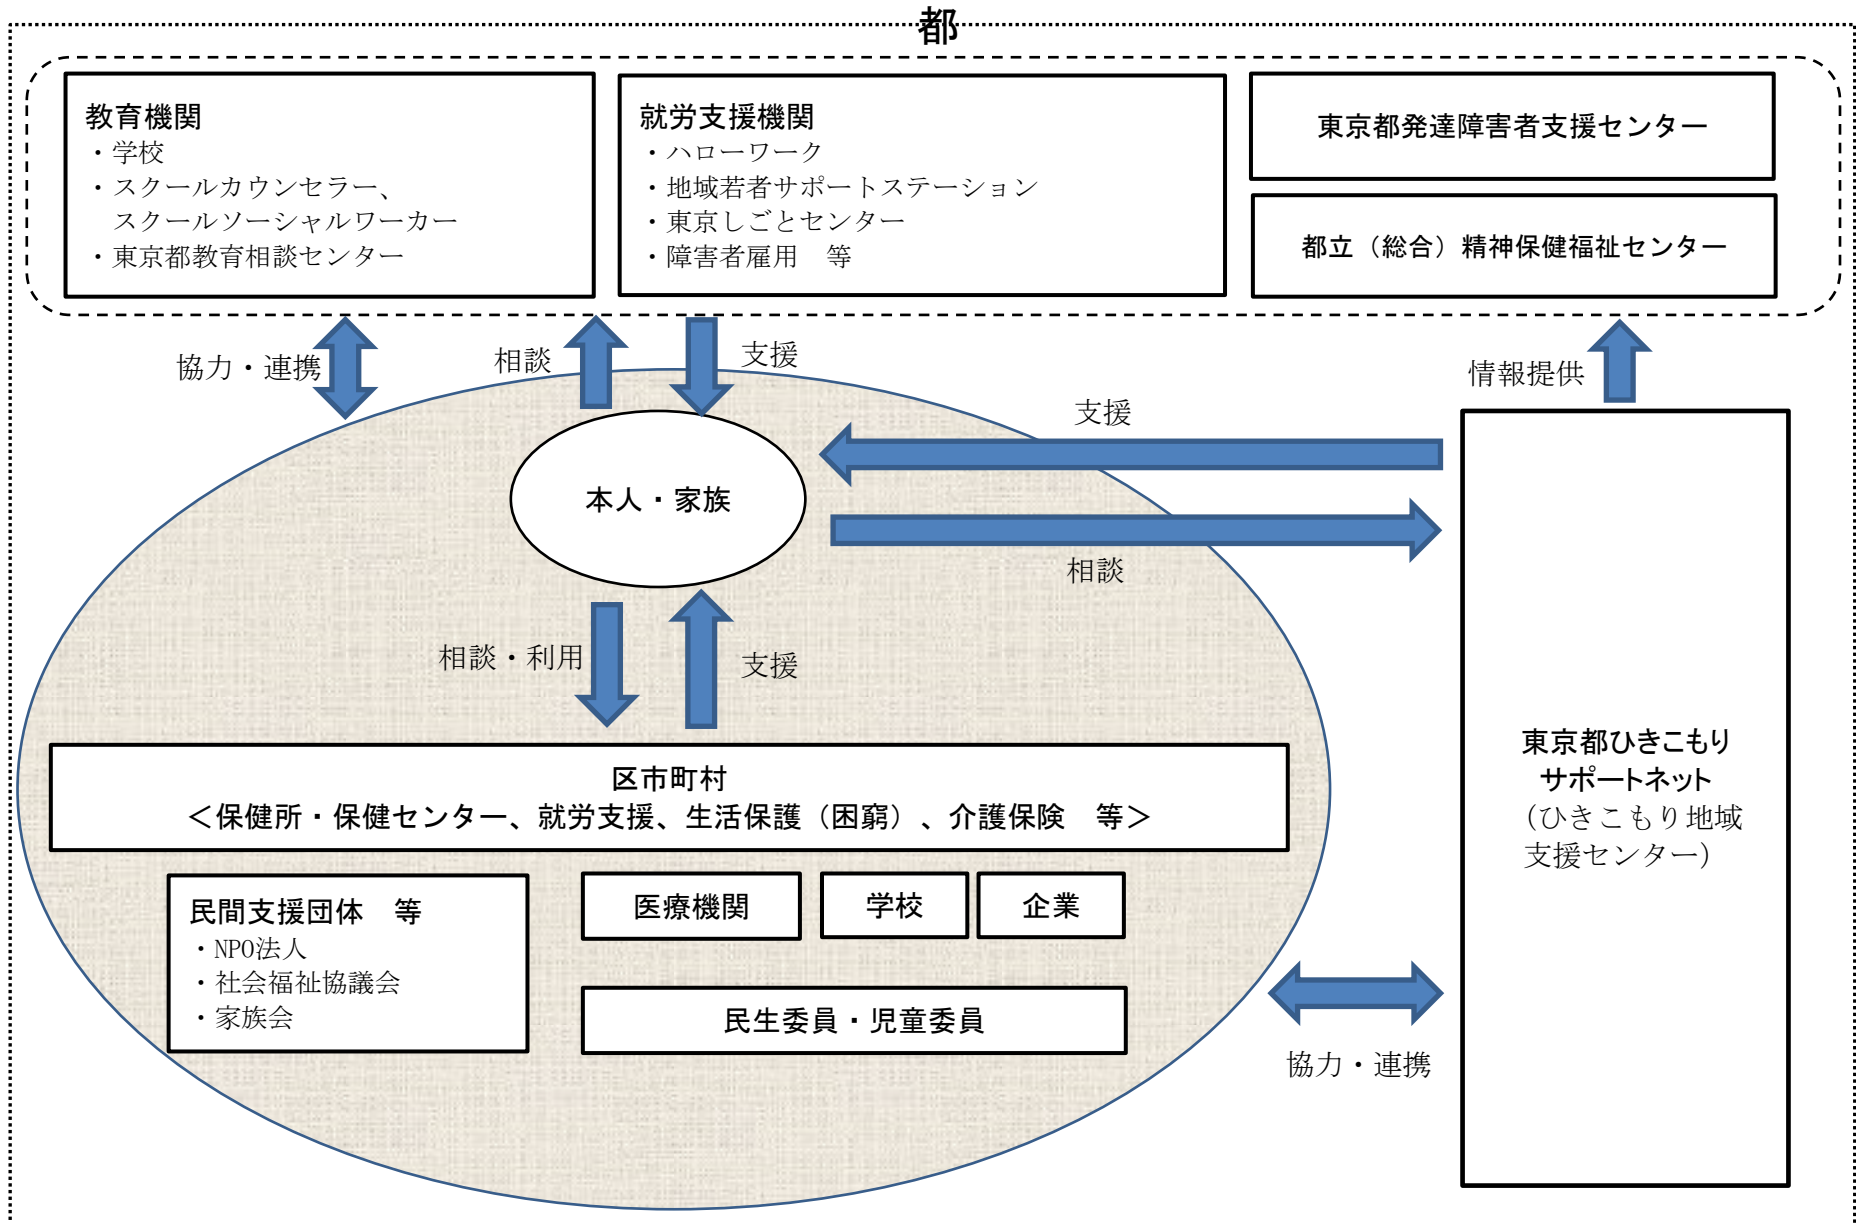 都
教育機関
・学校
・スクールカウンセラー、
スクールソーシャルワーカー
・東京都教育相談センター
就労支援機関
・ハローワーク
・地域若者サポートステーション
・東京しごとセンター
・障害者雇用　等
東京都発達障害者支援センター
都立（総合）精神保健福祉センター
協力・連携
相談
支援
情報提供
支援
本人・家族
相談
相談・利用
支援
区市町村
＜保健所・保健センター、就労支援、生活保護（困窮）、介護保険　等＞
民間支援団体　等
・NPO法人
・社会福祉協議会
・家族会
医療機関
学校
企業
民生委員・児童委員
東京都ひきこもり
サポートネット
（ひきこもり地域
支援センター）
協力・連携